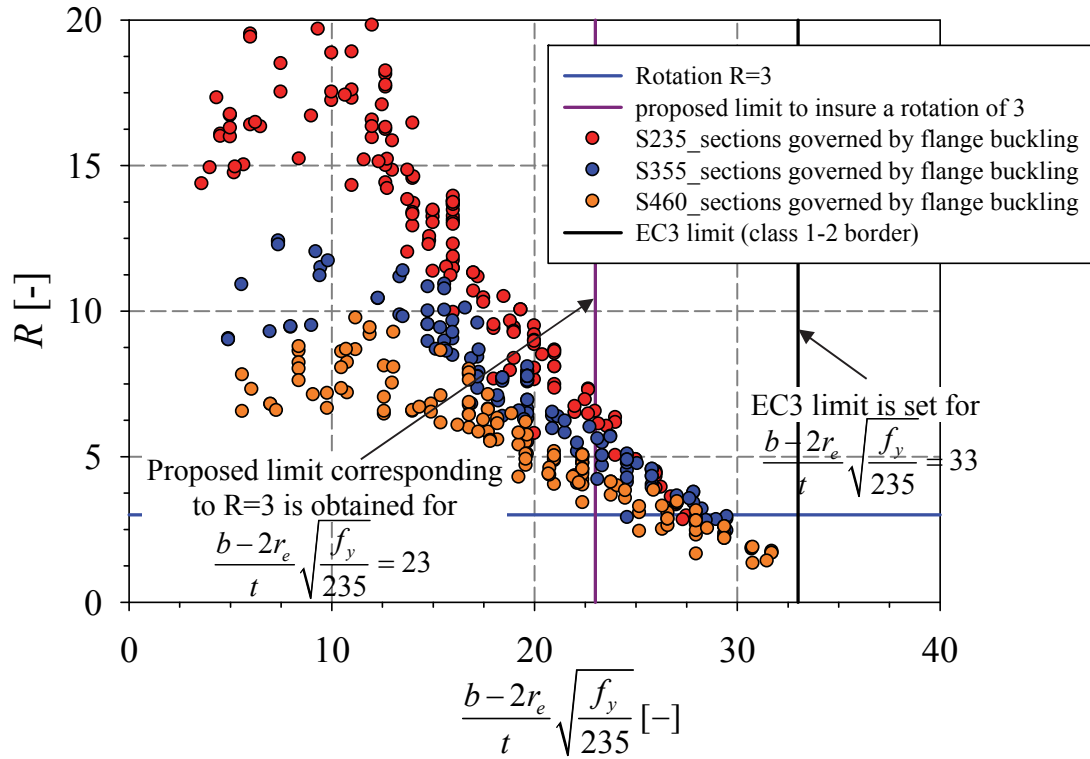 20
15
10
5
0
R [-]
Rotation R=3
proposed limit to insure a rotation of 3
S235_sections governed by flange buckling
S355_sections governed by flange buckling
S460_sections governed by flange buckling
EC3 limit (class 1-2 border)
EC3 limit is set for
b−2r_e/t √f_y/235 = 33
Proposed limit corresponding
to R=3 is obtained for
b−2r_e/t √f_y/235 = 23
0 10 20 30 40
b−2r_e/t √f_y/235 [−]